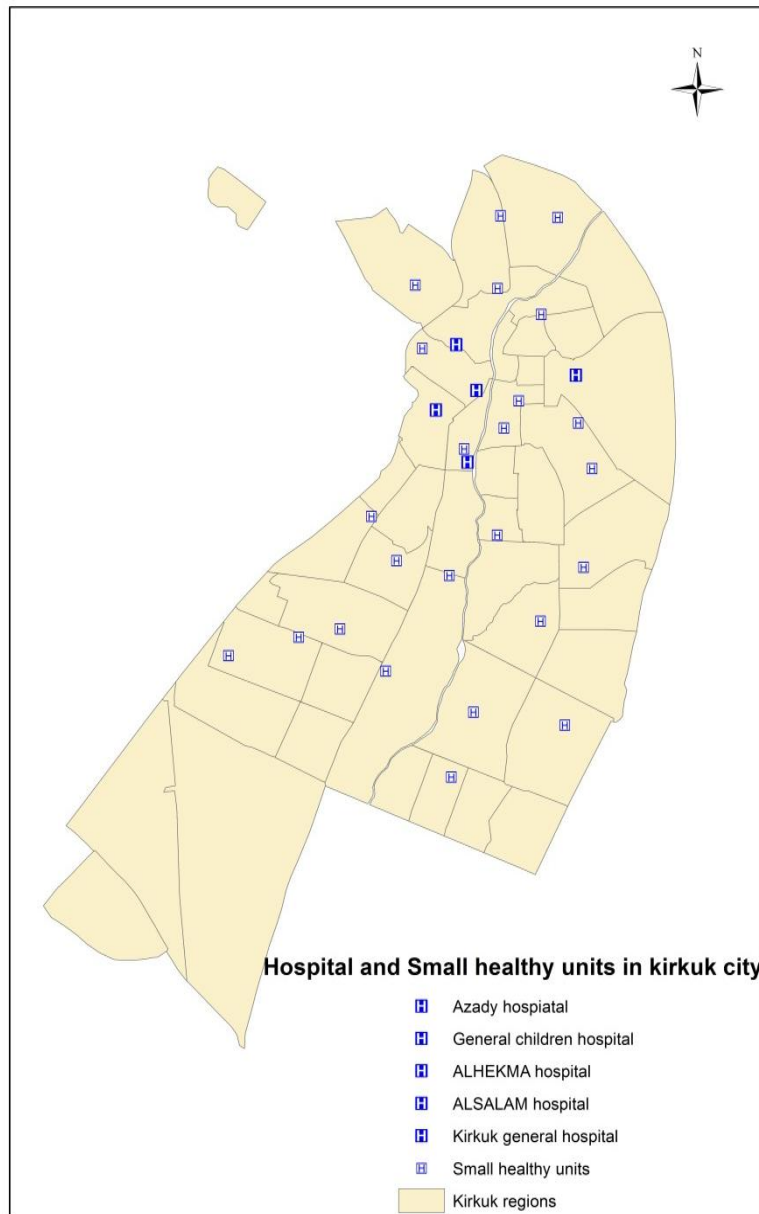 N
Hospital and Small healthy units in kirkuk city
Azady hospiatal
General children hospital
ALHEKMA hospital
ALSALAM hospital
Kirkuk general hospital
Small healthy units
Kirkuk regions